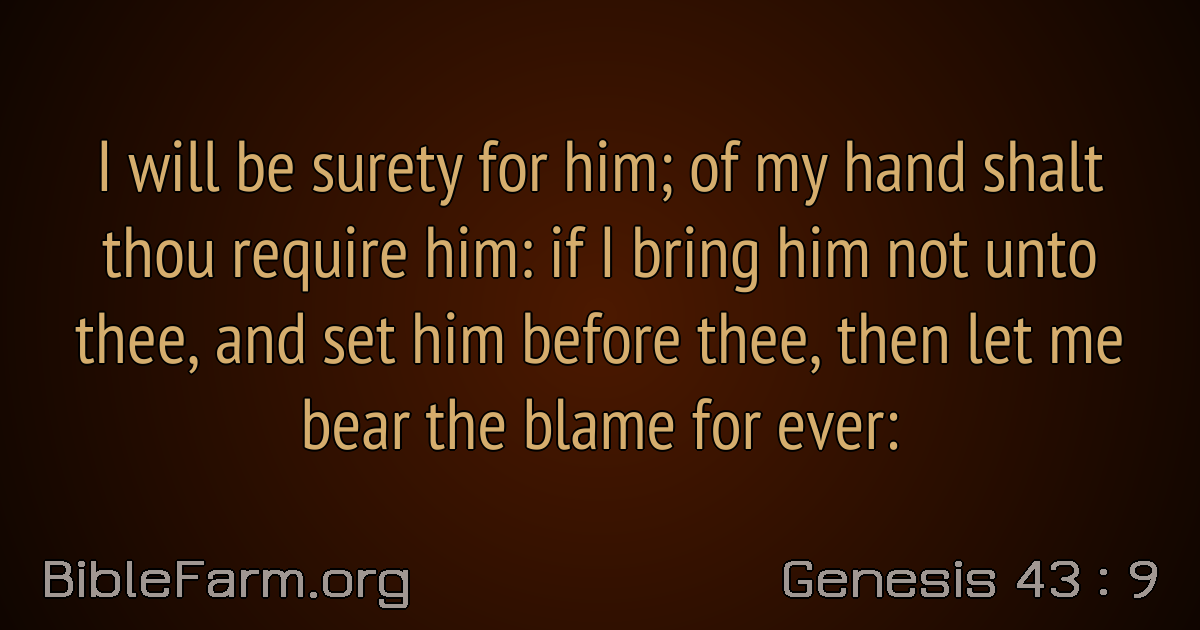 I will be surety for him; of my hand shalt
thou require him: if I bring him not unto
thee, and set him before thee, then let me
bear the blame for ever:
BibleFarm.org
Genesis 43 : 9